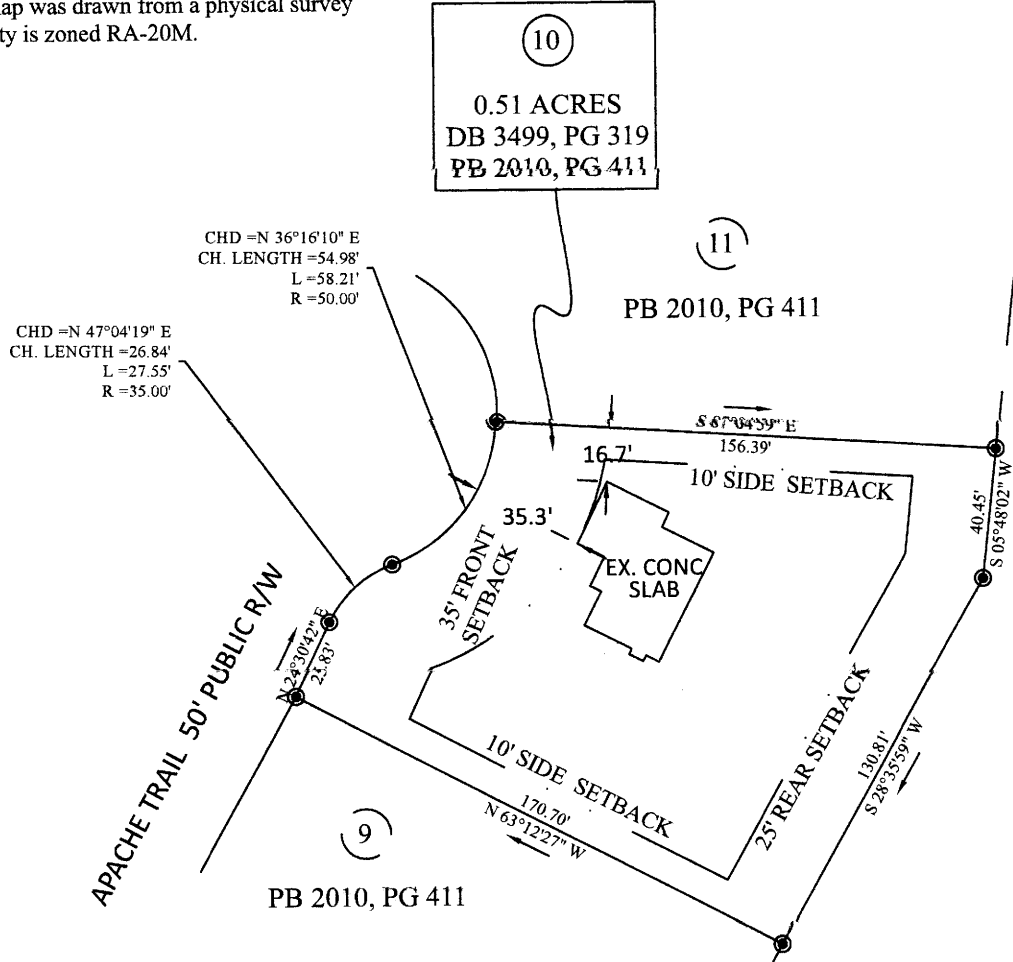 ap was drawn from a physical survey
ty is zoned RA-20M.
10
0.51 ACRES
DB 3499, PG 319
PB 2010, PG 411
CHD =N 36°16'10" E
CH. LENGTH =54.98'
L =58.21'
R =50.00'
11
PB 2010, PG 411
CHD =N 47°04'19" E
CH. LENGTH =26.84'
L =27.55'
R =35.00'
S 87°04'59" E
156.39'
16.7'
10' SIDE SETBACK
40.45'
S 05°48'02" W
35.3'
35' FRONT
SETBACK
EX. CONC
SLAB
N 24°30'42" E
25.83'
APACHE TRAIL 50' PUBLIC R/W
10' SIDE SETBACK
25' REAR SETBACK
130.81'
S 28°35'59" W
170.70'
N 63°12'27" W
9
PB 2010, PG 411